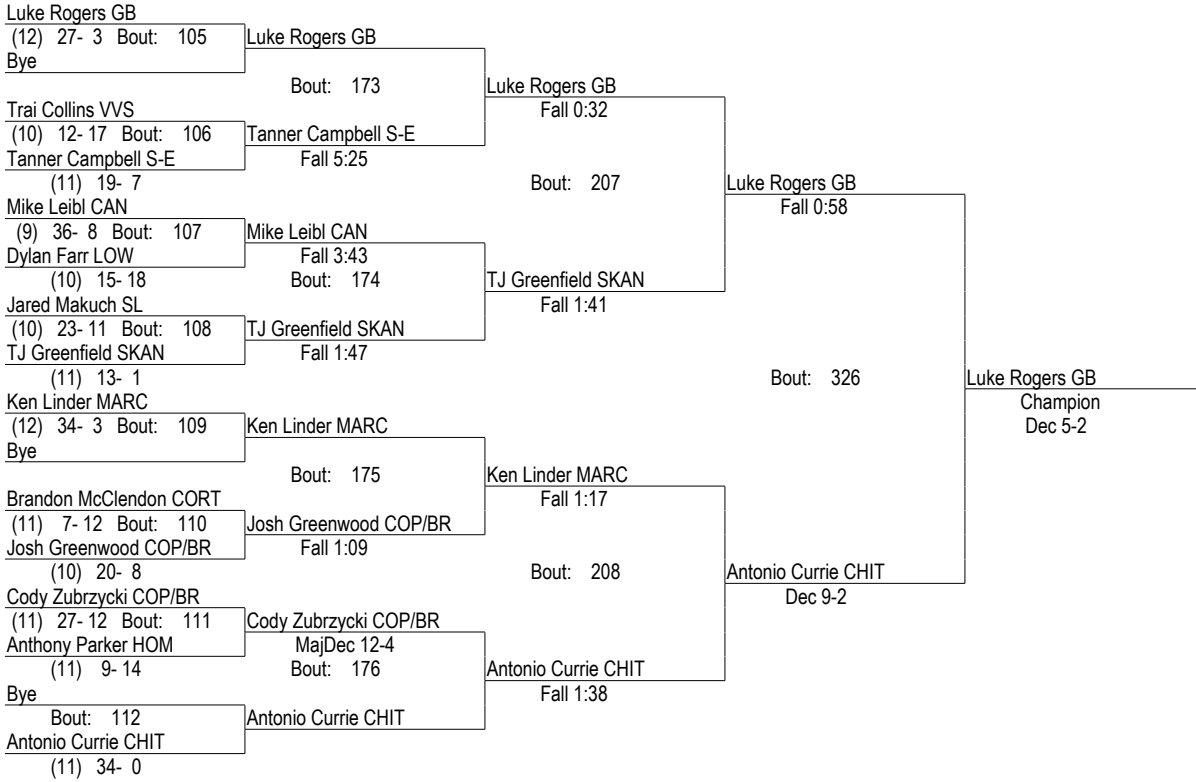 Luke Rogers GB
(12) 27- 3 Bout: 105
Bye
Luke Rogers GB
Bout: 173
Trai Collins VVS
(10) 12- 17 Bout: 106
Tanner Campbell S-E
(11) 19- 7
Tanner Campbell S-E
Fall 5:25
Luke Rogers GB
Fall 0:32
Bout: 207
Mike Leibl CAN
(9) 36- 8 Bout: 107
Dylan Farr LOW
(10) 15- 18
Mike Leibl CAN
Fall 3:43
Bout: 174
Jared Makuch SL
(10) 23- 11 Bout: 108
TJ Greenfield SKAN
(11) 13- 1
TJ Greenfield SKAN
Fall 1:47
TJ Greenfield SKAN
Fall 1:41
Luke Rogers GB
Fall 0:58
Bout: 326
Ken Linder MARC
(12) 34- 3 Bout: 109
Bye
Ken Linder MARC
Bout: 175
Brandon McClendon CORT
(11) 7- 12 Bout: 110
Josh Greenwood COP/BR
(10) 20- 8
Josh Greenwood COP/BR
Fall 1:09
Ken Linder MARC
Fall 1:17
Bout: 208
Cody Zubrzycki COP/BR
(11) 27- 12 Bout: 111
Anthony Parker HOM
(11) 9- 14
Cody Zubrzycki COP/BR
MajDec 12-4
Bout: 176
Bye
Bout: 112
Antonio Currie CHIT
(11) 34- 0
Antonio Currie CHIT
Antonio Currie CHIT
Fall 1:38
Antonio Currie CHIT
Dec 9-2
Luke Rogers GB
Champion
Dec 5-2